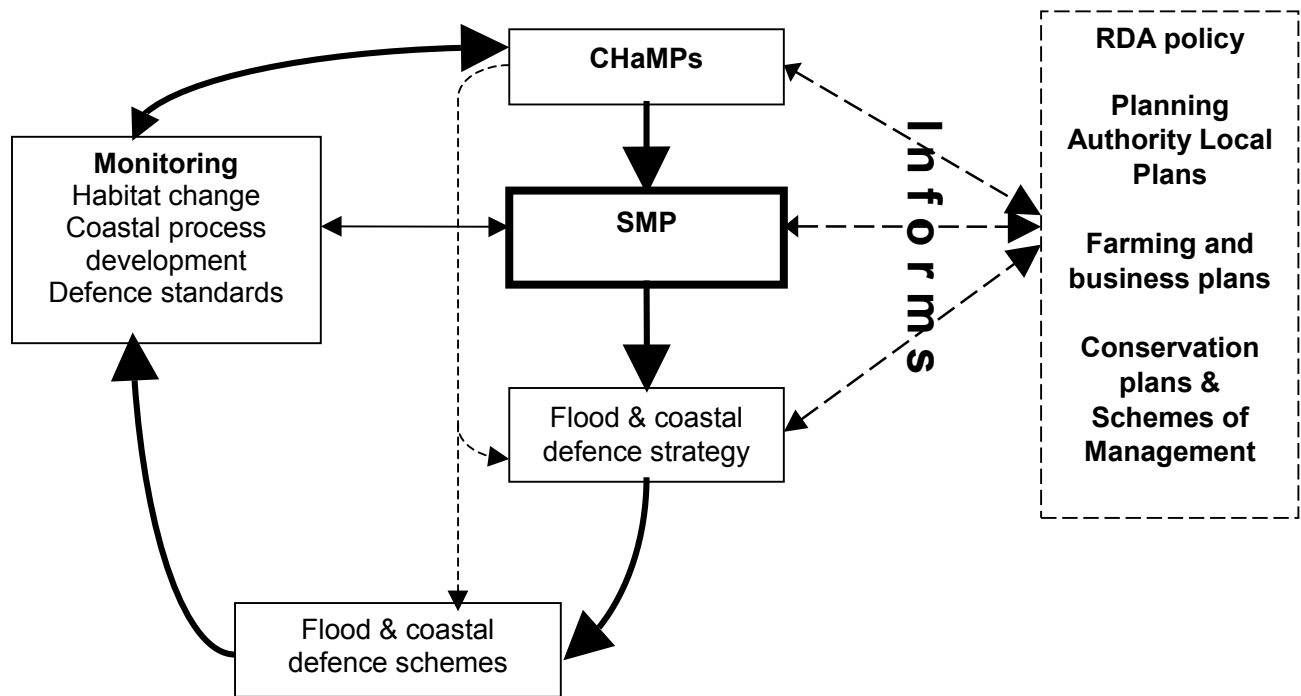 CHaMPs
Monitoring
Habitat change
Coastal process
development
Defence standards
SMP
Flood & coastal
defence strategy
Flood & coastal
defence schemes
Informs
RDA policy
Planning
Authority Local
Plans
Farming and
business plans
Conservation
plans &
Schemes of
Management